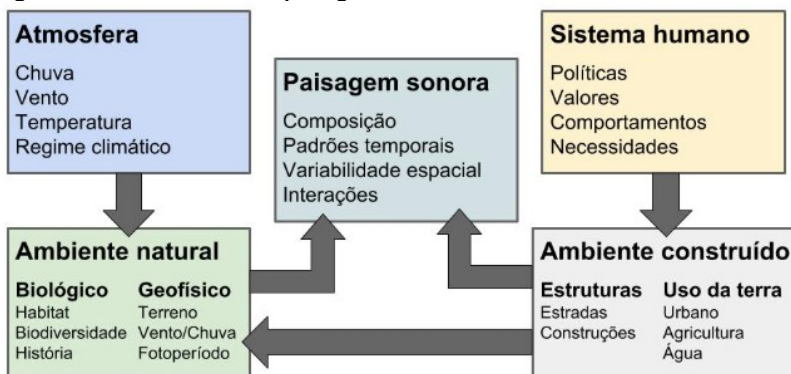 Atmosfera
Chuva
Vento
Temperatura
Regime climático
Paisagem sonora
Composição
Padrões temporais
Variabilidade espacial
Interações
Sistema humano
Políticas
Valores
Comportamentos
Necessidades
Ambiente natural
Biológico Geofísico
Habitat Terreno
Biodiversidade Vento/Chuva
História Fotoperíodo
Ambiente construído
Estruturas Uso da terra
Estradas Urbano
Construções Agricultura
Água